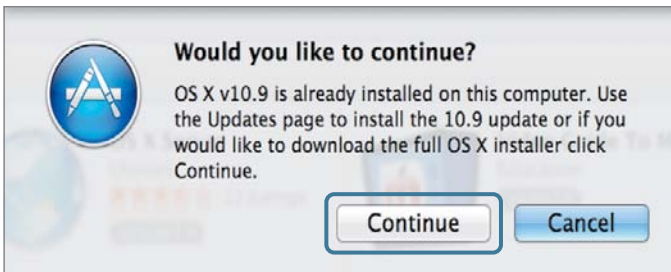 Would you like to continue?
OS X v10.9 is already installed on this computer. Use
the Updates page to install the 10.9 update or if you
would like to download the full OS X installer click
Continue.
Continue
Cancel